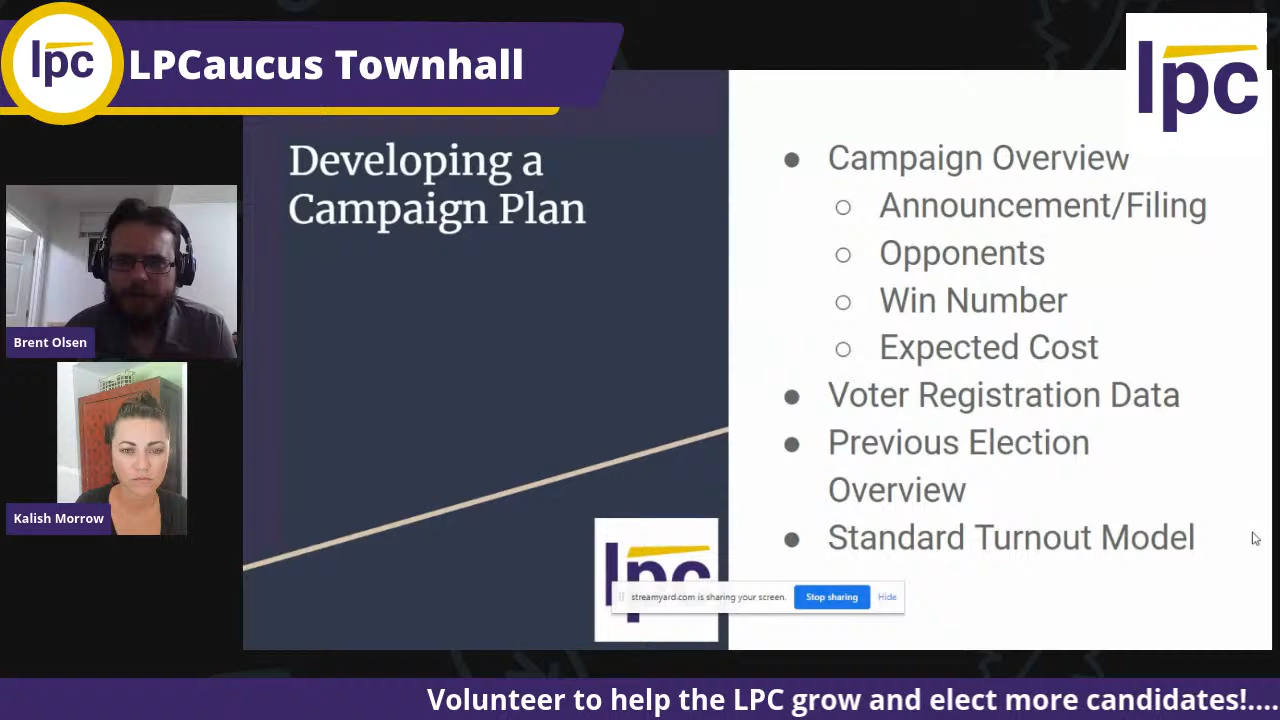 lpc
LPCaucus Townhall
lpc
Developing a
Campaign Plan
● Campaign Overview
○ Announcement/Filing
○ Opponents
○ Win Number
○ Expected Cost
● Voter Registration Data
● Previous Election
Overview
● Standard Turnout Model
Brent Olsen
Kalish Morrow
lpc
streamyard.com is sharing your screen.
Stop sharing
Hide
Volunteer to help the LPC grow and elect more candidates!....